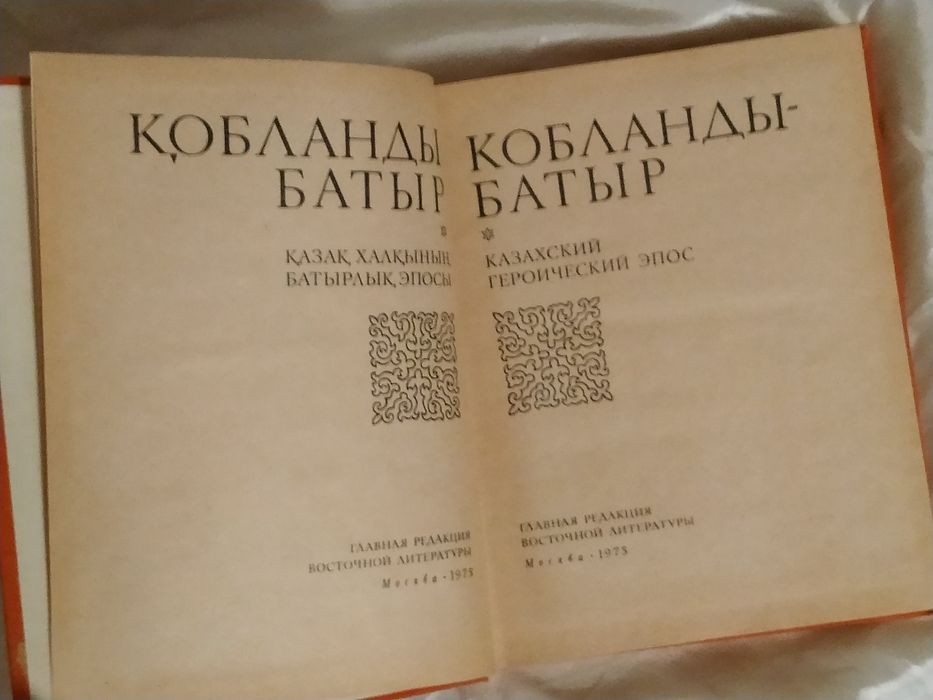 ҚОБЛАНДЫ
БАТЫР
ҚАЗАҚ ХАЛҚЫНЫҢ
БАТЫРЛЫҚ ЭПОСЫ
ГЛАВНАЯ РЕДАКЦИЯ
ВОСТОЧНОЙ ЛИТЕРАТУРЫ
Москва · 1975
КОБЛАНДЫ-
БАТЫР
КАЗАХСКИЙ
ГЕРОИЧЕСКИЙ ЭПОС
ГЛАВНАЯ РЕДАКЦИЯ
ВОСТОЧНОЙ ЛИТЕРАТУРЫ
Москва · 1975